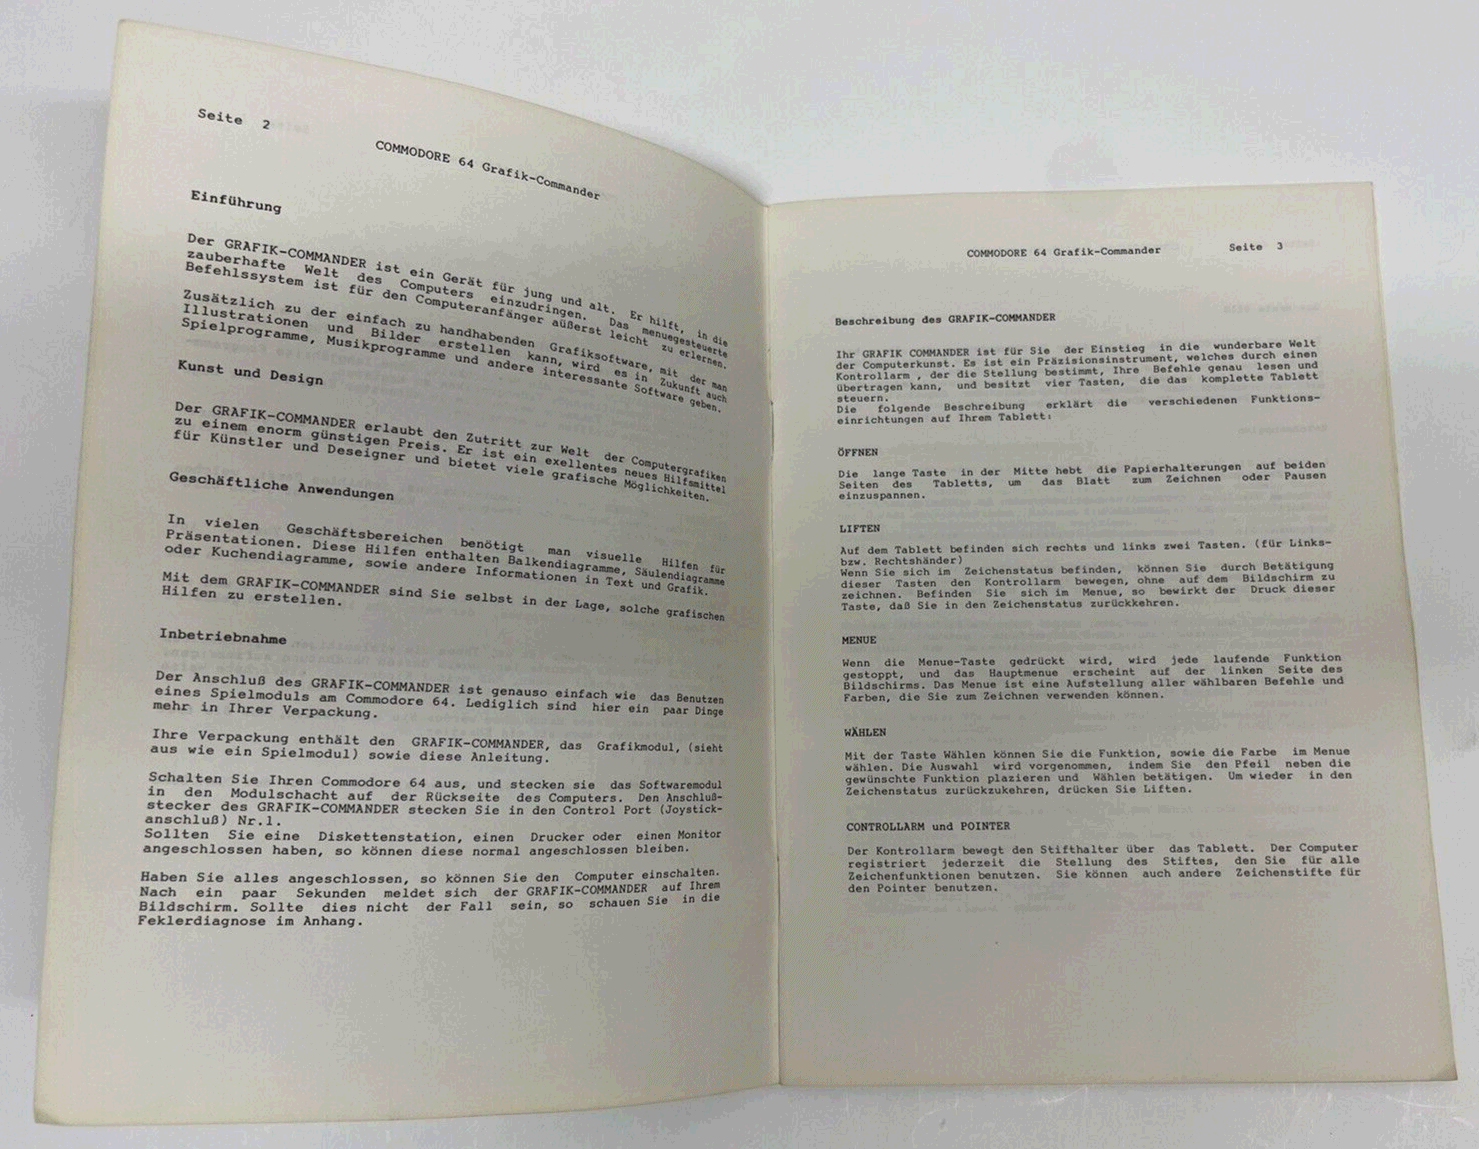 Seite 2
COMMODORE 64 Grafik-Commander
Einführung
Der GRAFIK-COMMANDER ist ein Gerät für jung und alt. Er hilft, in die
zauberhafte Welt des Computers einzudringen. Das menuegesteuerte
Befehlssystem ist für den Computeranfänger äußerst leicht zu erlernen.
Zusätzlich zu der einfach zu handhabenden Grafiksoftware, mit der man
Illustrationen und Bilder erstellen kann, wird es in Zukunft auch
Spielprogramme, Musikprogramme und andere interessante Software geben.
Kunst und Design
Der GRAFIK-COMMANDER erlaubt den Zutritt zur Welt der Computergrafiken
zu einem enorm günstigen Preis. Er ist ein exellentes neues Hilfsmittel
für Künstler und Deseigner und bietet viele grafische Möglichkeiten.
Geschäftliche Anwendungen
In vielen Geschäftsbereichen benötigt man visuelle Hilfen für
Präsentationen. Diese Hilfen enthalten Balkendiagramme, Säulendiagramme
oder Kuchendiagramme, sowie andere Informationen in Text und Grafik.
Mit dem GRAFIK-COMMANDER sind Sie selbst in der Lage, solche grafischen
Hilfen zu erstellen.
Inbetriebnahme
Der Anschluß des GRAFIK-COMMANDER ist genauso einfach wie das Benutzen
eines Spielmoduls am Commodore 64. Lediglich sind hier ein paar Dinge
mehr in Ihrer Verpackung.
Ihre Verpackung enthält den GRAFIK-COMMANDER, das Grafikmodul, (sieht
aus wie ein Spielmodul) sowie diese Anleitung.
Schalten Sie Ihren Commodore 64 aus, und stecken sie das Softwaremodul
in den Modulschacht auf der Rückseite des Computers. Den Anschluß-
stecker des GRAFIK-COMMANDER stecken Sie in den Control Port (Joystick-
anschluß) Nr.1.
Sollten Sie eine Diskettenstation, einen Drucker oder einen Monitor
angeschlossen haben, so können diese normal angeschlossen bleiben.
Haben Sie alles angeschlossen, so können Sie den Computer einschalten.
Nach ein paar Sekunden meldet sich der GRAFIK-COMMANDER auf Ihrem
Bildschirm. Sollte dies nicht der Fall sein, so schauen Sie in die
Feklerdiagnose im Anhang.
COMMODORE 64 Grafik-Commander Seite 3
Beschreibung des GRAFIK-COMMANDER
Ihr GRAFIK COMMANDER ist für Sie der Einstieg in die wunderbare Welt
der Computerkunst. Es ist ein Präzisionsinstrument, welches durch einen
Kontrollarm , der die Stellung bestimmt, Ihre Befehle genau lesen und
übertragen kann, und besitzt vier Tasten, die das komplette Tablett
steuern.
Die folgende Beschreibung erklärt die verschiedenen Funktions-
einrichtungen auf Ihrem Tablett:
ÖFFNEN
Die lange Taste in der Mitte hebt die Papierhalterungen auf beiden
Seiten des Tabletts, um das Blatt zum Zeichnen oder Pausen
einzuspannen.
LIFTEN
Auf dem Tablett befinden sich rechts und links zwei Tasten. (für Links-
bzw. Rechtshänder)
Wenn Sie sich im Zeichenstatus befinden, können Sie durch Betätigung
dieser Tasten den Kontrollarm bewegen, ohne auf dem Bildschirm zu
zeichnen. Befinden Sie sich im Menue, so bewirkt der Druck dieser
Taste, daß Sie in den Zeichenstatus zurückkehren.
MENUE
Wenn die Menue-Taste gedrückt wird, wird jede laufende Funktion
gestoppt, und das Hauptmenue erscheint auf der linken Seite des
Bildschirms. Das Menue ist eine Aufstellung aller wählbaren Befehle und
Farben, die Sie zum Zeichnen verwenden können.
WÄHLEN
Mit der Taste Wählen können Sie die Funktion, sowie die Farbe im Menue
wählen. Die Auswahl wird vorgenommen, indem Sie den Pfeil neben die
gewünschte Funktion plazieren und Wählen betätigen. Um wieder in den
Zeichenstatus zurückzukehren, drücken Sie Liften.
CONTROLLARM und POINTER
Der Kontrollarm bewegt den Stifthalter über das Tablett. Der Computer
registriert jederzeit die Stellung des Stiftes, den Sie für alle
Zeichenfunktionen benutzen. Sie können auch andere Zeichenstifte für
den Pointer benutzen.